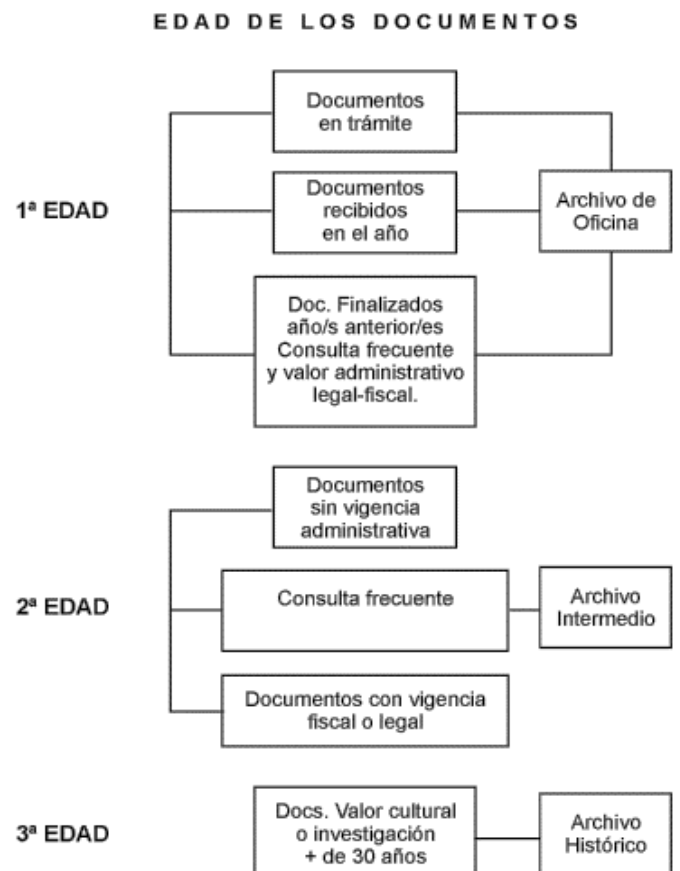 EDAD DE LOS DOCUMENTOS
1ª EDAD
Documentos
en trámite
Documentos
recibidos
en el año
Doc. Finalizados
año/s anterior/es
Consulta frecuente
y valor administrativo
legal-fiscal.
Archivo de
Oficina
2ª EDAD
Documentos
sin vigencia
administrativa
Consulta frecuente
Documentos con vigencia
fiscal o legal
Archivo
Intermedio
3ª EDAD
Docs. Valor cultural
o investigación
+ de 30 años
Archivo
Histórico